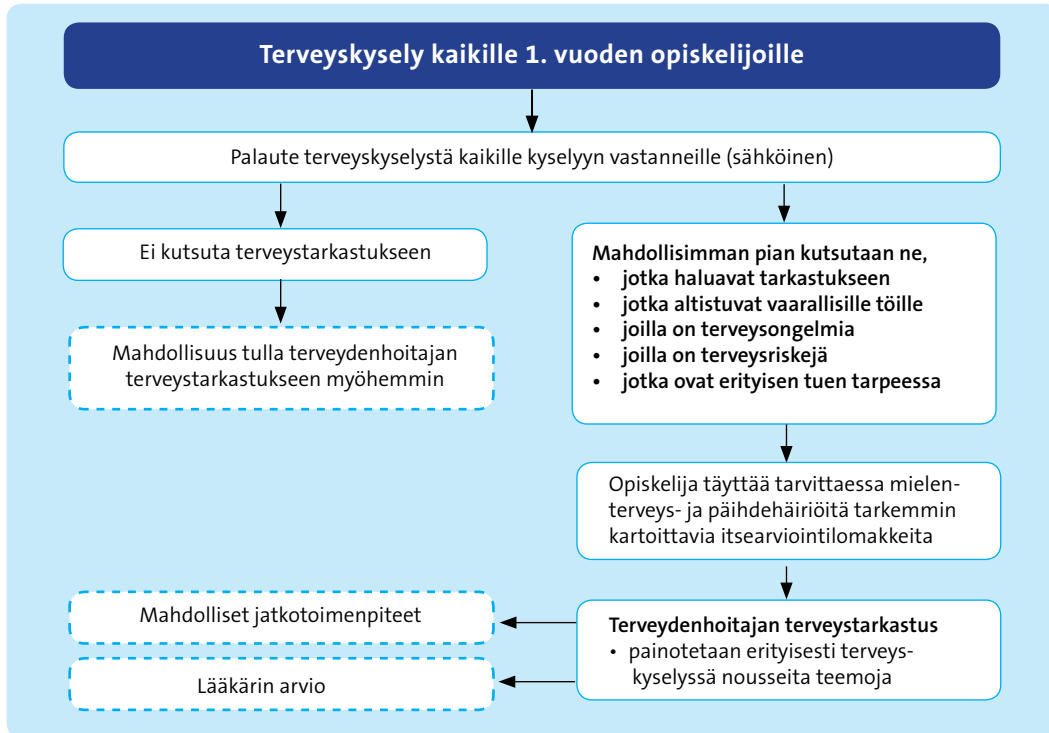 Terveyskysely kaikille 1. vuoden opiskelijoille
Palaute terveyskyselystä kaikille kyselyyn vastanneille (sähköinen)
Ei kutsuta terveystarkastukseen
Mahdollisuus tulla terveydenhoitajan
terveystarkastukseen myöhemmin
Mahdollisimman pian kutsutaan ne,
• jotka haluavat tarkastukseen
• jotka altistuvat vaarallisille töille
• joilla on terveysongelmia
• joilla on terveysriskejä
• jotka ovat erityisen tuen tarpeessa
Opiskelija täyttää tarvittaessa mielen-
terveys- ja päihdehäiriöitä tarkemmin
kartoittavia itsearviointilomakkeita
Terveydenhoitajan terveystarkastus
• painotetaan erityisesti terveys-
kyselyssä nousseita teemoja
Mahdolliset jatkotoimenpiteet
Lääkärin arvio